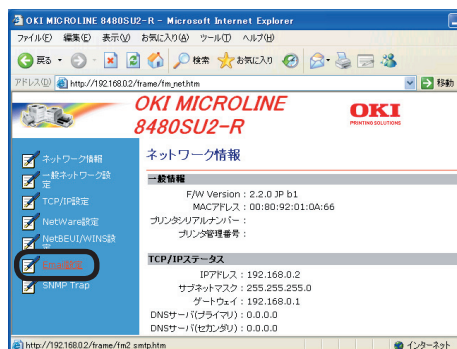 OKI MICROLINE 8480SU2-R - Microsoft Internet Explorer
ファイル(F) 編集(E) 表示(V) お気に入り(A) ツール(T) ヘルプ(H)
戻る 検索 お気に入り
アドレス(D) http://192.168.0.2/frame/fm_net.htm 移動
OKI MICROLINE
8480SU2-R
OKI
PRINTING SOLUTIONS
ネットワーク情報
一般ネットワーク設
定
TCP/IP設定
NetWare設定
NetBEUI/WINS設
定
SNMP Trap
ネットワーク情報
一般情報
F/W Version : 2.2.0 JP b1
MACアドレス : 00:80:92:01:0A:66
プリンタシリアルナンバー :
プリンタ管理番号 :
TCP/IPステータス
IPアドレス : 192.168.0.2
サブネットマスク : 255.255.255.0
ゲートウェイ : 192.168.0.1
DNSサーバ(プライマリ) : 0.0.0.0
DNSサーバ(セカンダリ) : 0.0.0.0
http://192.168.0.2/frame/fm2_smtp.htm インターネット